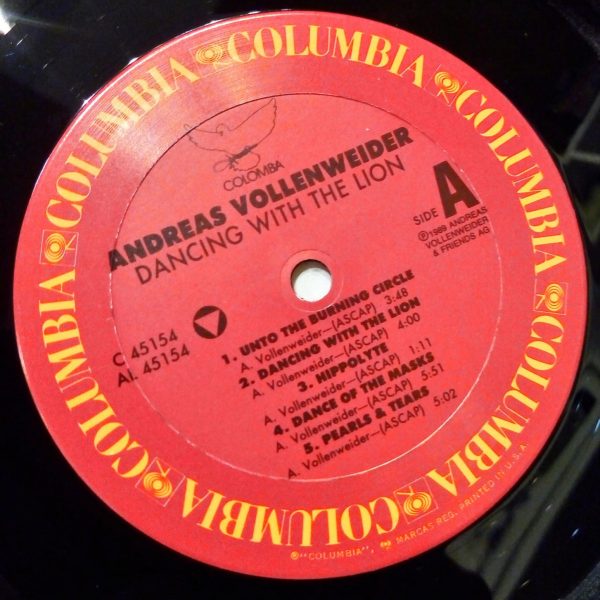 COLUMBIA COLUMBIA COLUMBIA COLUMBIA COLUMBIA COLUMBIA COLUMBIA COLUMBIA
COLOMBA
ANDREAS VOLLENWEIDER
DANCING WITH THE LION
SIDE A
℗1989 ANDREAS
VOLLENWEIDER
& FRIENDS AG
C 45154
AL 45154
1. UNTO THE BURNING CIRCLE
A. Vollenweider—(ASCAP) 3:48
2. DANCING WITH THE LION
A. Vollenweider—(ASCAP) 4:00
3. HIPPOLYTE
A. Vollenweider—(ASCAP) 1:11
4. DANCE OF THE MASKS
A. Vollenweider—(ASCAP) 5:51
5. PEARLS & TEARS
A. Vollenweider—(ASCAP) 5:02
®"COLUMBIA", MARCAS REG. PRINTED IN U.S.A.